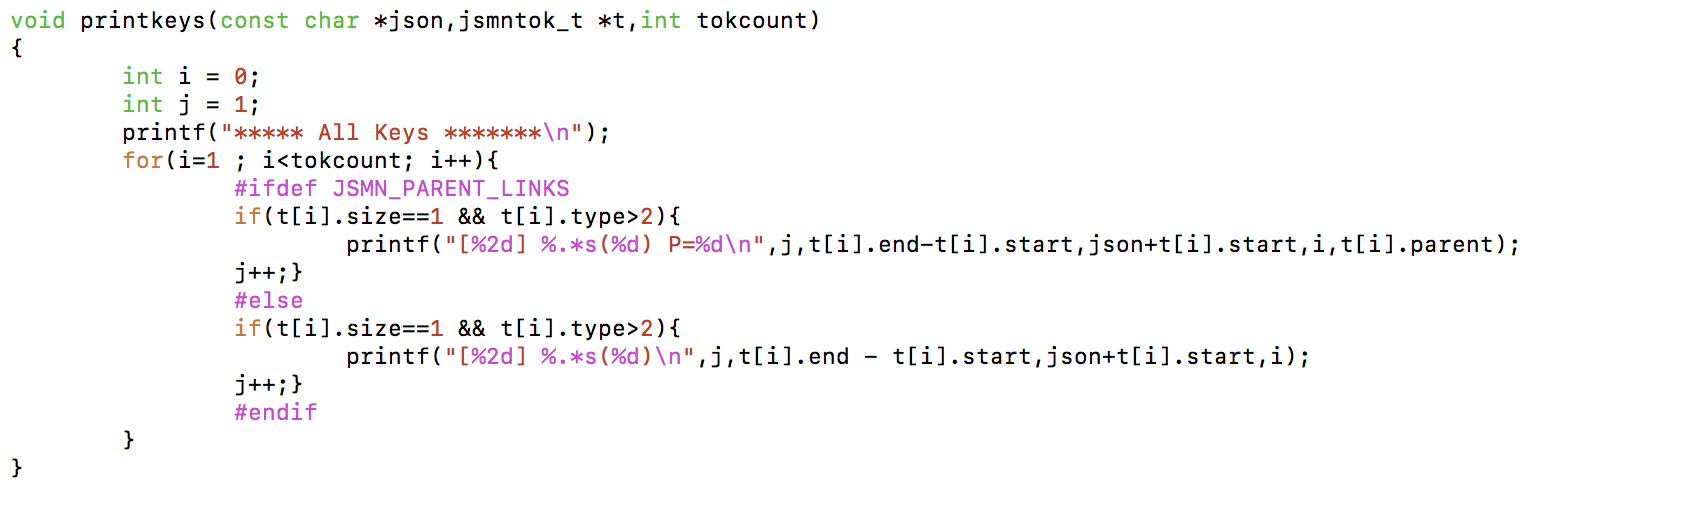 void printkeys(const char *json,jsmntok_t *t,int tokcount)
{
        int i = 0;
        int j = 1;
        printf("***** All Keys *******\n");
        for(i=1 ; i<tokcount; i++){
                #ifdef JSMN_PARENT_LINKS
                if(t[i].size==1 && t[i].type>2){
                        printf("[%2d] %.*s(%d) P=%d\n",j,t[i].end-t[i].start,json+t[i].start,i,t[i].parent);
                j++;}
                #else
                if(t[i].size==1 && t[i].type>2){
                        printf("[%2d] %.*s(%d)\n",j,t[i].end - t[i].start,json+t[i].start,i);
                j++;}
                #endif
        }
}